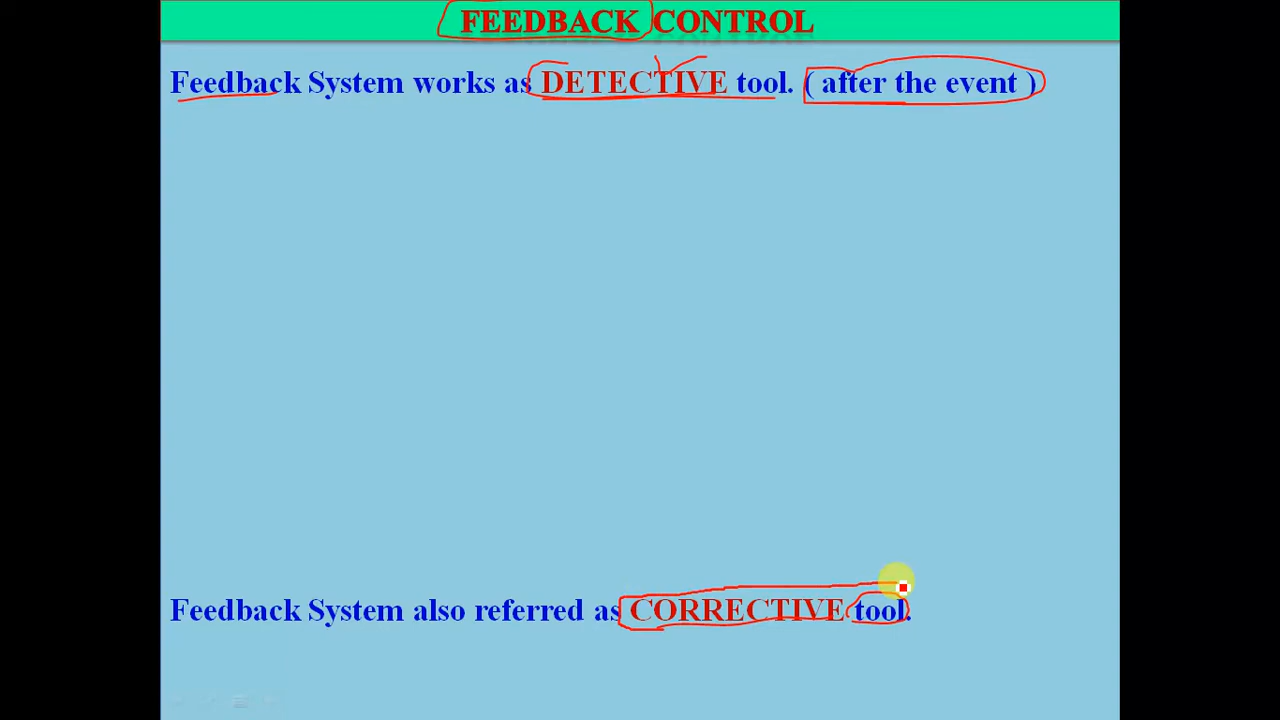 FEEDBACK CONTROL
Feedback System works as DETECTIVE tool. ( after the event )
Feedback System also referred as CORRECTIVE tool.